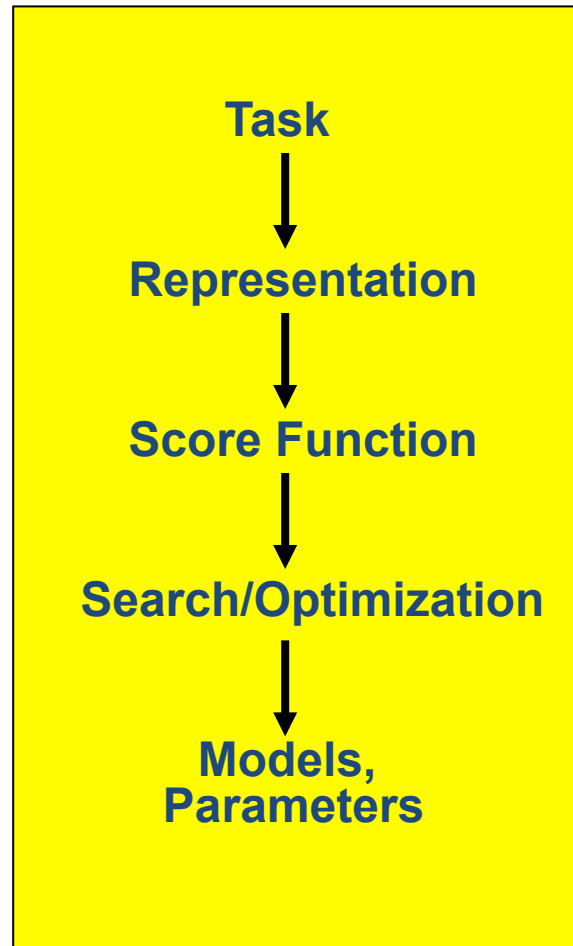 Task
Representation
Score Function
Search/Optimization
Models,
Parameters